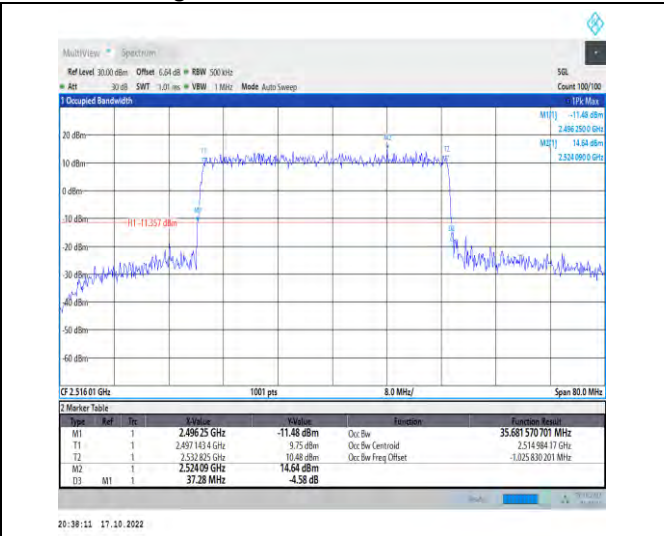 MultiView Spectrum
Ref Level 30.00 dBm Offset 6.64 dB RBW 500 kHz SGL
Att 30 dB SWT 1.01 ms VBW 1 MHz Mode Auto Sweep Count 100/100
1 Occupied Bandwidth 1Pk Max
M1[1] -11.48 dBm
2.496 250 0 GHz
20 dBm M2[1] 14.64 dBm
M2 2.524 090 0 GHz
T1 T2
10 dBm
0 dBm
M1
-10 dBm H1 -11.357 dBm
D3
-20 dBm
-30 dBm
-40 dBm
-50 dBm
-60 dBm
CF 2.516 01 GHz 1001 pts 8.0 MHz/ Span 80.0 MHz
2 Marker Table
Type Ref Trc X-Value Y-Value Function Function Result
M1 1 2.496 25 GHz -11.48 dBm Occ Bw 35.681 570 701 MHz
T1 1 2.497 143 4 GHz 9.75 dBm Occ Bw Centroid 2.514 984 17 GHz
T2 1 2.532 825 GHz 10.48 dBm Occ Bw Freq Offset -1.025 830 201 MHz
M2 1 2.524 09 GHz 14.64 dBm
D3 M1 1 37.28 MHz -4.58 dB
20:38:11 17.10.2022